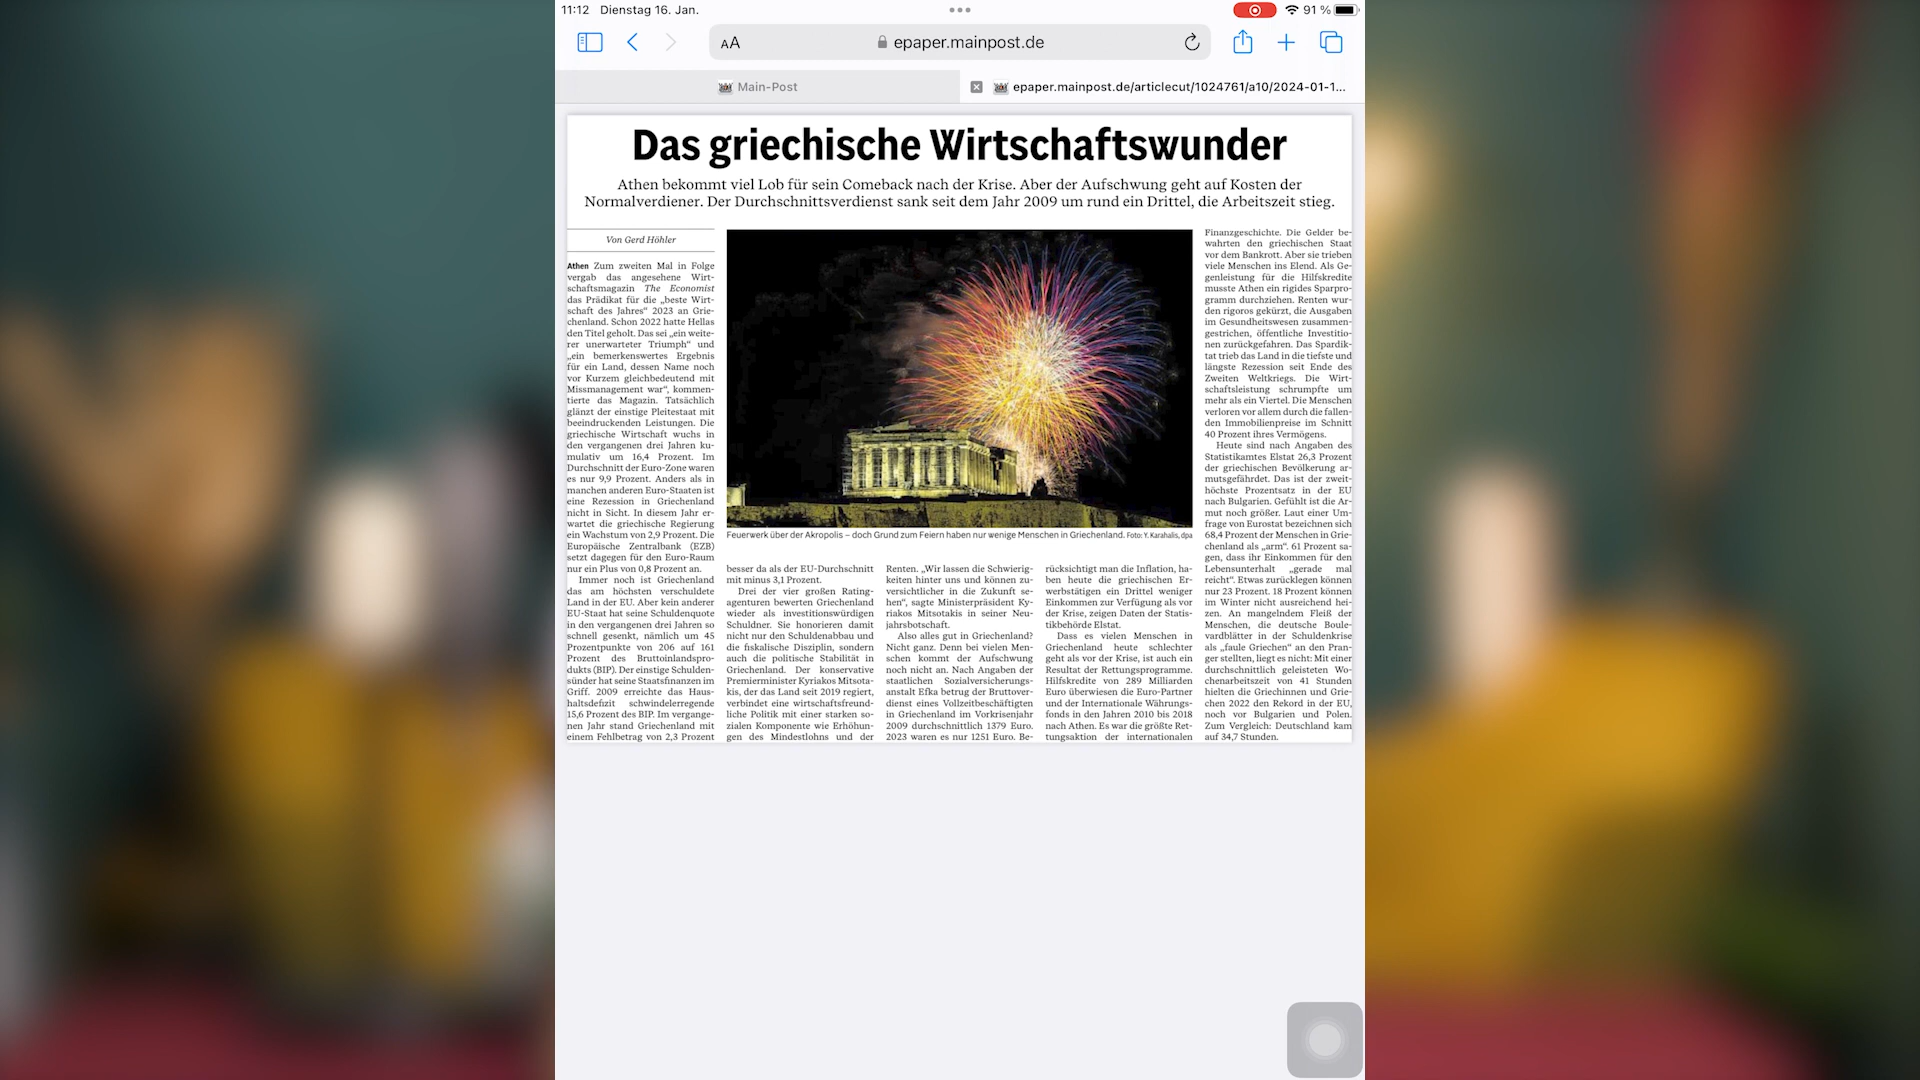 11:12 Dienstag 16. Jan.
91 %
AA
epaper.mainpost.de
Main-Post
epaper.mainpost.de/articlecut/1024761/a10/2024-01-1...
Das griechische Wirtschaftswunder
Athen bekommt viel Lob für sein Comeback nach der Krise. Aber der Aufschwung geht auf Kosten der
Normalverdiener. Der Durchschnittsverdienst sank seit dem Jahr 2009 um rund ein Drittel, die Arbeitszeit stieg.
Von Gerd Höhler
Athen Zum zweiten Mal in Folge
vergab das angesehene Wirt-
schaftsmagazin The Economist
das Prädikat für die „beste Wirt-
schaft des Jahres“ 2023 an Grie-
chenland. Schon 2022 hatte Hellas
den Titel geholt. Das sei „ein weite-
rer unerwarteter Triumph“ und
„ein bemerkenswertes Ergebnis
für ein Land, dessen Name noch
vor Kurzem gleichbedeutend mit
Missmanagement war“, kommen-
tierte das Magazin. Tatsächlich
glänzt der einstige Pleitestaat mit
beeindruckenden Leistungen. Die
griechische Wirtschaft wuchs in
den vergangenen drei Jahren ku-
mulativ um 16,4 Prozent. Im
Durchschnitt der Euro-Zone waren
es nur 9,9 Prozent. Anders als in
manchen anderen Euro-Staaten ist
eine Rezession in Griechenland
nicht in Sicht. In diesem Jahr er-
wartet die griechische Regierung
ein Wachstum von 2,9 Prozent. Die
Europäische Zentralbank (EZB)
setzt dagegen für den Euro-Raum
nur ein Plus von 0,8 Prozent an.
Immer noch ist Griechenland
das am höchsten verschuldete
Land in der EU. Aber kein anderer
EU-Staat hat seine Schuldenquote
in den vergangenen drei Jahren so
schnell gesenkt, nämlich um 45
Prozentpunkte von 206 auf 161
Prozent des Bruttoinlandspro-
dukts (BIP). Der einstige Schulden-
sünder hat seine Staatsfinanzen im
Griff. 2009 erreichte das Haus-
haltsdefizit schwindelerregende
15,6 Prozent des BIP. Im vergange-
nen Jahr stand Griechenland mit
einem Fehlbetrag von 2,3 Prozent
Feuerwerk über der Akropolis – doch Grund zum Feiern haben nur wenige Menschen in Griechenland. Foto: Y. Karahalis, dpa
besser da als der EU-Durchschnitt
mit minus 3,1 Prozent.
Drei der vier großen Rating-
agenturen bewerten Griechenland
wieder als investitionswürdigen
Schuldner. Sie honorieren damit
nicht nur den Schuldenabbau und
die fiskalische Disziplin, sondern
auch die politische Stabilität in
Griechenland. Der konservative
Premierminister Kyriakos Mitsota-
kis, der das Land seit 2019 regiert,
verbindet eine wirtschaftsfreund-
liche Politik mit einer starken so-
zialen Komponente wie Erhöhun-
gen des Mindestlohns und der
Renten. „Wir lassen die Schwierig-
keiten hinter uns und können zu-
versichtlicher in die Zukunft se-
hen“, sagte Ministerpräsident Ky-
riakos Mitsotakis in seiner Neu-
jahrsbotschaft.
Also alles gut in Griechenland?
Nicht ganz. Denn bei vielen Men-
schen kommt der Aufschwung
noch nicht an. Nach Angaben der
staatlichen Sozialversicherungs-
anstalt Efka betrug der Bruttover-
dienst eines Vollzeitbeschäftigten
in Griechenland im Vorkrisenjahr
2009 durchschnittlich 1379 Euro.
2023 waren es nur 1251 Euro. Be-
rücksichtigt man die Inflation, ha-
ben heute die griechischen Er-
werbstätigen ein Drittel weniger
Einkommen zur Verfügung als vor
der Krise, zeigen Daten der Statis-
tikbehörde Elstat.
Dass es vielen Menschen in
Griechenland heute schlechter
geht als vor der Krise, ist auch ein
Resultat der Rettungsprogramme.
Hilfskredite von 289 Milliarden
Euro überwiesen die Euro-Partner
und der Internationale Währungs-
fonds in den Jahren 2010 bis 2018
nach Athen. Es war die größte Ret-
tungsaktion der internationalen
Finanzgeschichte. Die Gelder be-
wahrten den griechischen Staat
vor dem Bankrott. Aber sie trieben
viele Menschen ins Elend. Als Ge-
genleistung für die Hilfskredite
musste Athen ein rigides Sparpro-
gramm durchziehen. Renten wur-
den rigoros gekürzt, die Ausgaben
im Gesundheitswesen zusammen-
gestrichen, öffentliche Investitio-
nen zurückgefahren. Das Spardik-
tat trieb das Land in die tiefste und
längste Rezession seit Ende des
Zweiten Weltkriegs. Die Wirt-
schaftsleistung schrumpfte um
mehr als ein Viertel. Die Menschen
verloren vor allem durch die fallen-
den Immobilienpreise im Schnitt
40 Prozent ihres Vermögens.
Heute sind nach Angaben des
Statistikamtes Elstat 26,3 Prozent
der griechischen Bevölkerung ar-
mutsgefährdet. Das ist der zweit-
höchste Prozentsatz in der EU
nach Bulgarien. Gefühlt ist die Ar-
mut noch größer. Laut einer Um-
frage von Eurostat bezeichnen sich
68,4 Prozent der Menschen in Grie-
chenland als „arm“. 61 Prozent sa-
gen, dass ihr Einkommen für den
Lebensunterhalt „gerade mal
reicht“. Etwas zurücklegen können
nur 23 Prozent. 18 Prozent können
im Winter nicht ausreichend hei-
zen. An mangelndem Fleiß der
Menschen, die deutsche Boule-
vardblätter in der Schuldenkrise
als „faule Griechen“ an den Pran-
ger stellten, liegt es nicht: Mit einer
durchschnittlich geleisteten Wo-
chenarbeitszeit von 41 Stunden
hielten die Griechinnen und Grie-
chen 2022 den Rekord in der EU,
noch vor Bulgarien und Polen.
Zum Vergleich: Deutschland kam
auf 34,7 Stunden.